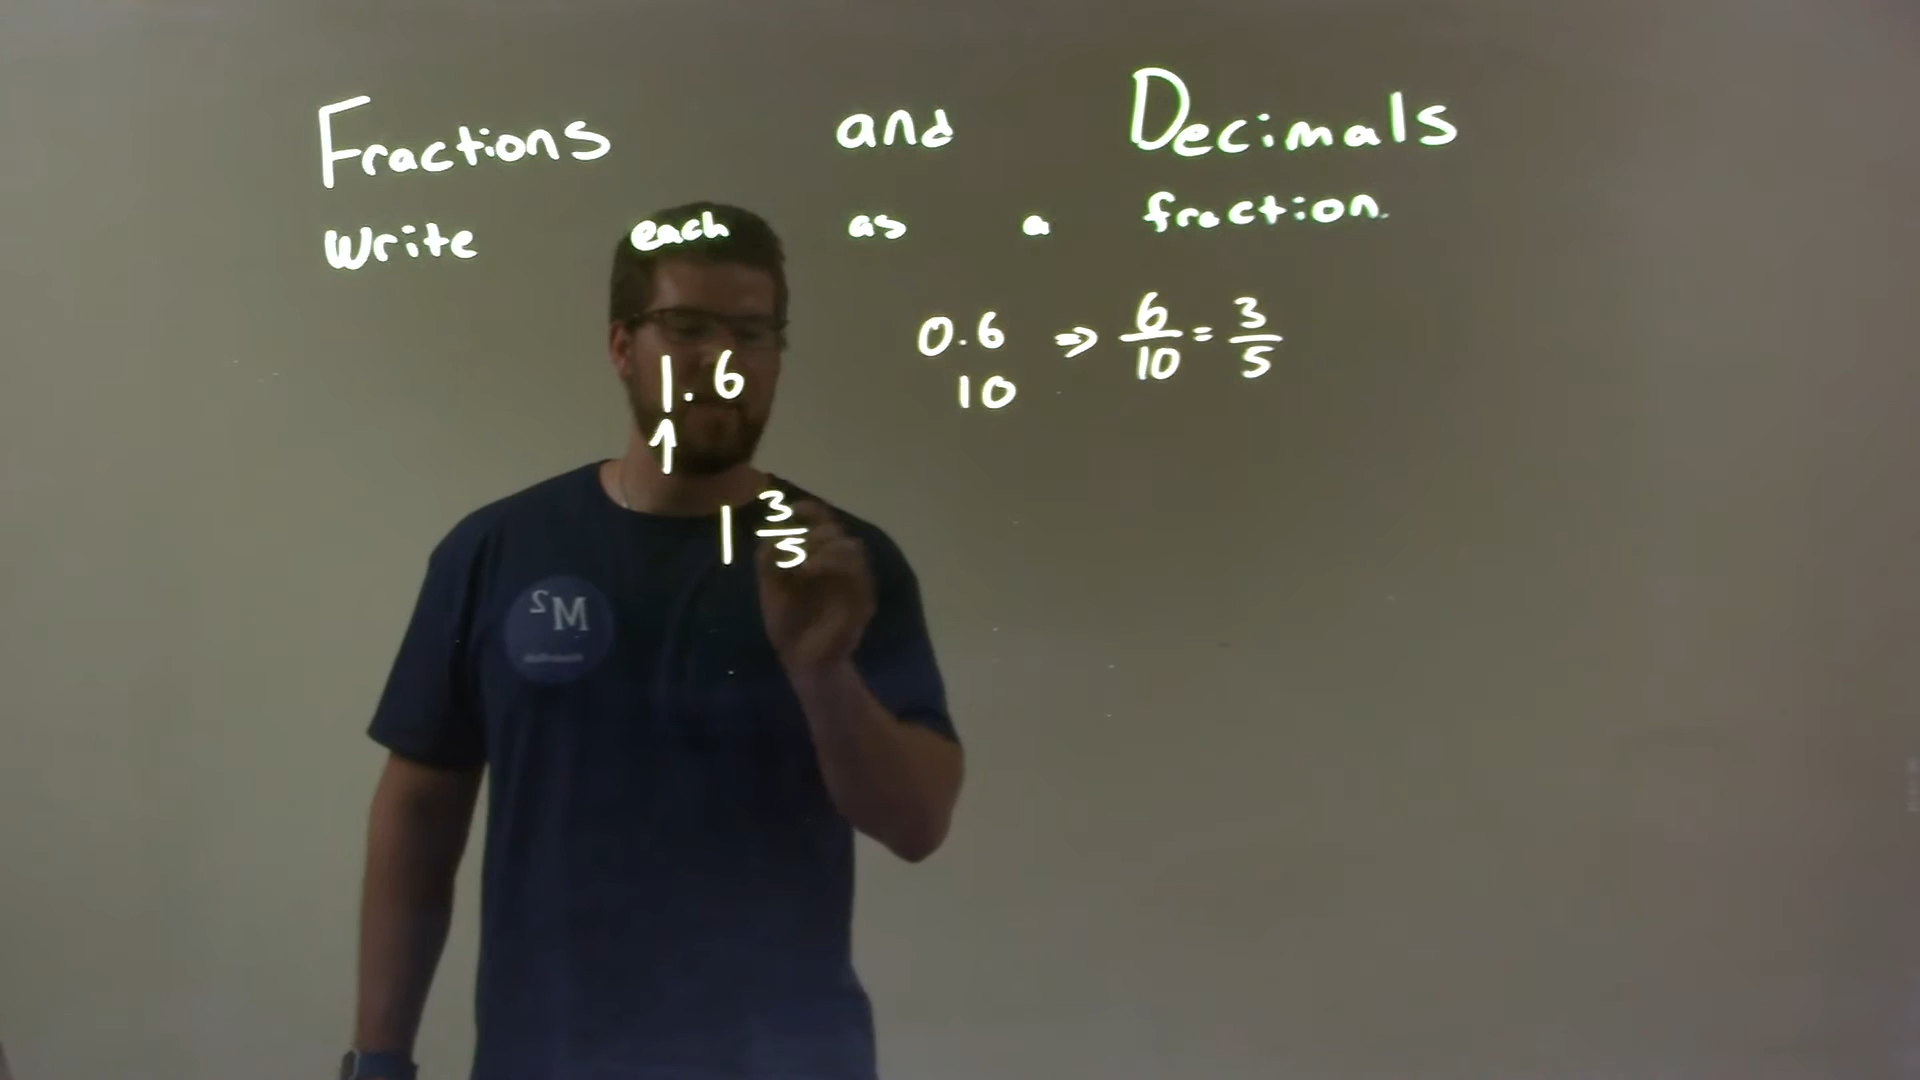 Fractions and Decimals
Write each as a fraction.
0.6 ⇒ 6/10 = 3/5
1.6
10
↑
1 3/5
M²